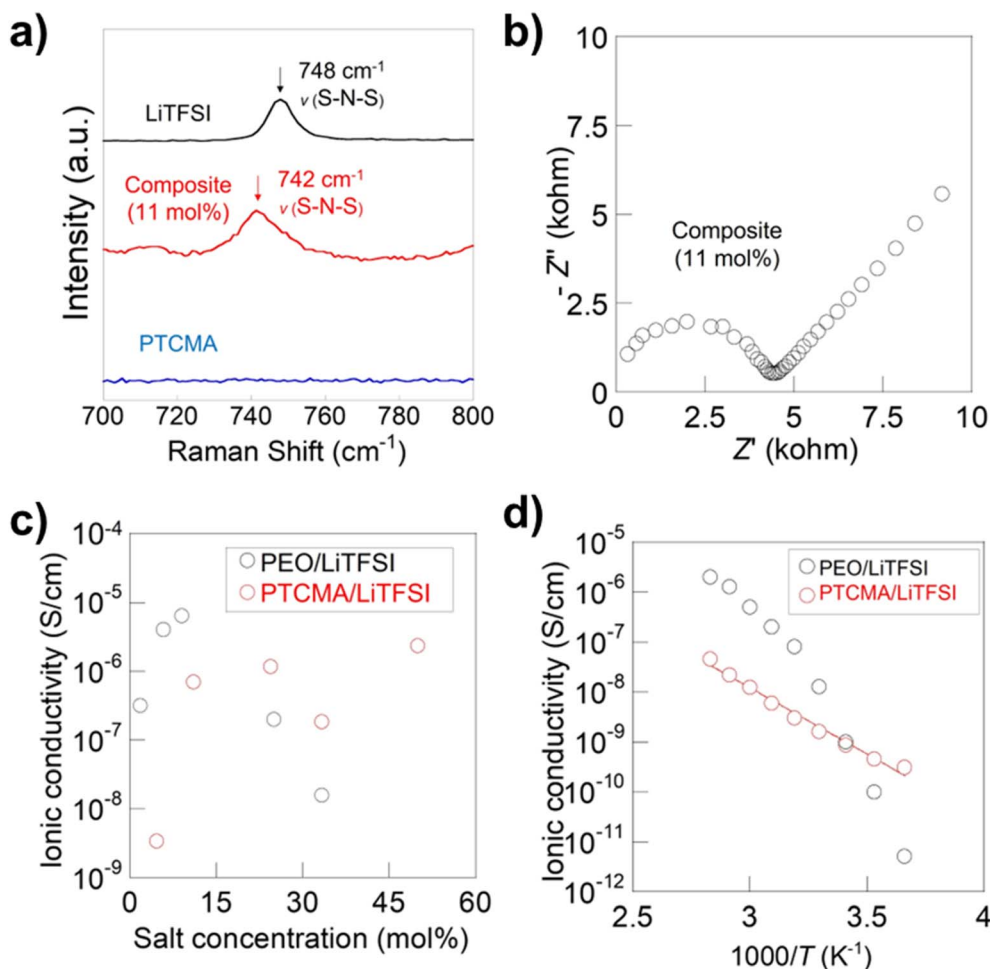 a)
Intensity (a.u.)
LiTFSI
748 cm⁻¹
ν (S-N-S)
Composite
(11 mol%)
742 cm⁻¹
ν (S-N-S)
PTCMA
700 720 740 760 780 800
Raman Shift (cm⁻¹)
b)
- Z'' (kohm)
10
7.5
5
2.5
0
Composite
(11 mol%)
0 2.5 5 7.5 10
Z' (kohm)
c)
Ionic conductivity (S/cm)
10⁻⁴
10⁻⁵
10⁻⁶
10⁻⁷
10⁻⁸
10⁻⁹
PEO/LiTFSI
PTCMA/LiTFSI
0 15 30 45 60
Salt concentration (mol%)
d)
Ionic conductivity (S/cm)
10⁻⁵
10⁻⁶
10⁻⁷
10⁻⁸
10⁻⁹
10⁻¹⁰
10⁻¹¹
10⁻¹²
PEO/LiTFSI
PTCMA/LiTFSI
2.5 3 3.5 4
1000/T (K⁻¹)